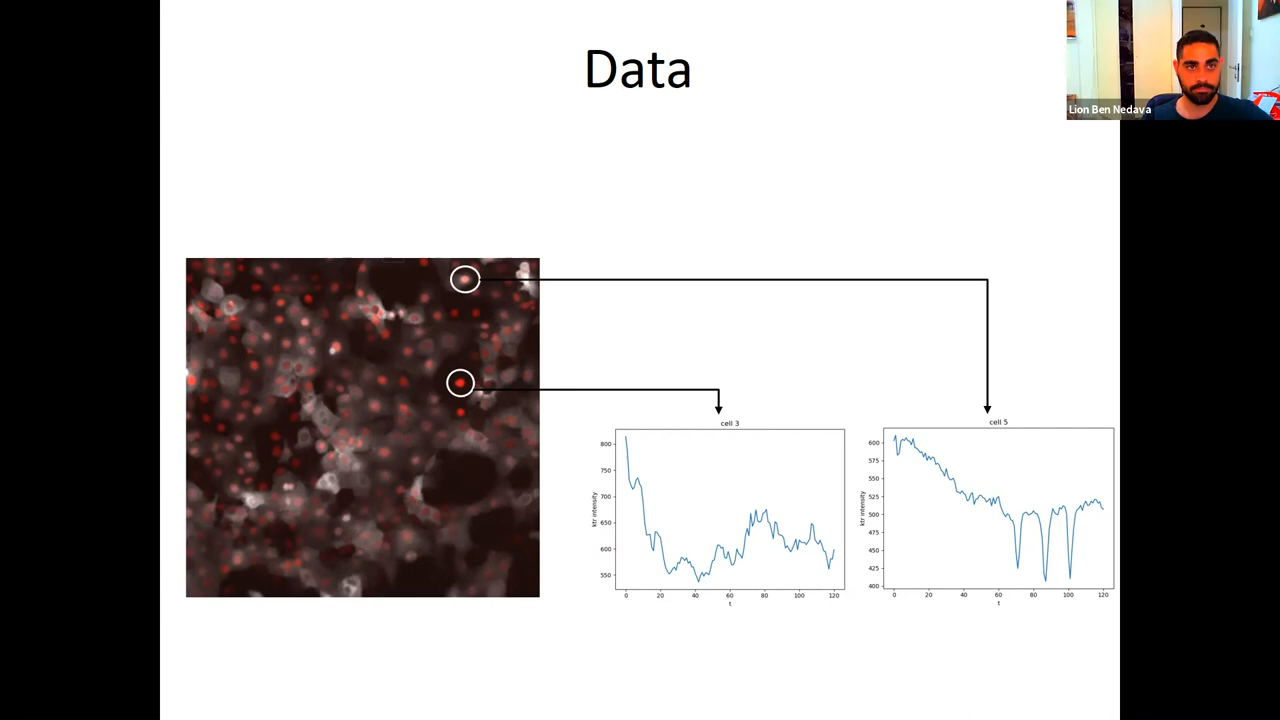 Data
Lion Ben Nedava
cell 3
800
750
700
650
600
550
ktr intensity
0 20 40 60 80 100 120
t
cell 5
600
575
550
525
500
475
450
425
400
ktr intensity
0 20 40 60 80 100 120
t